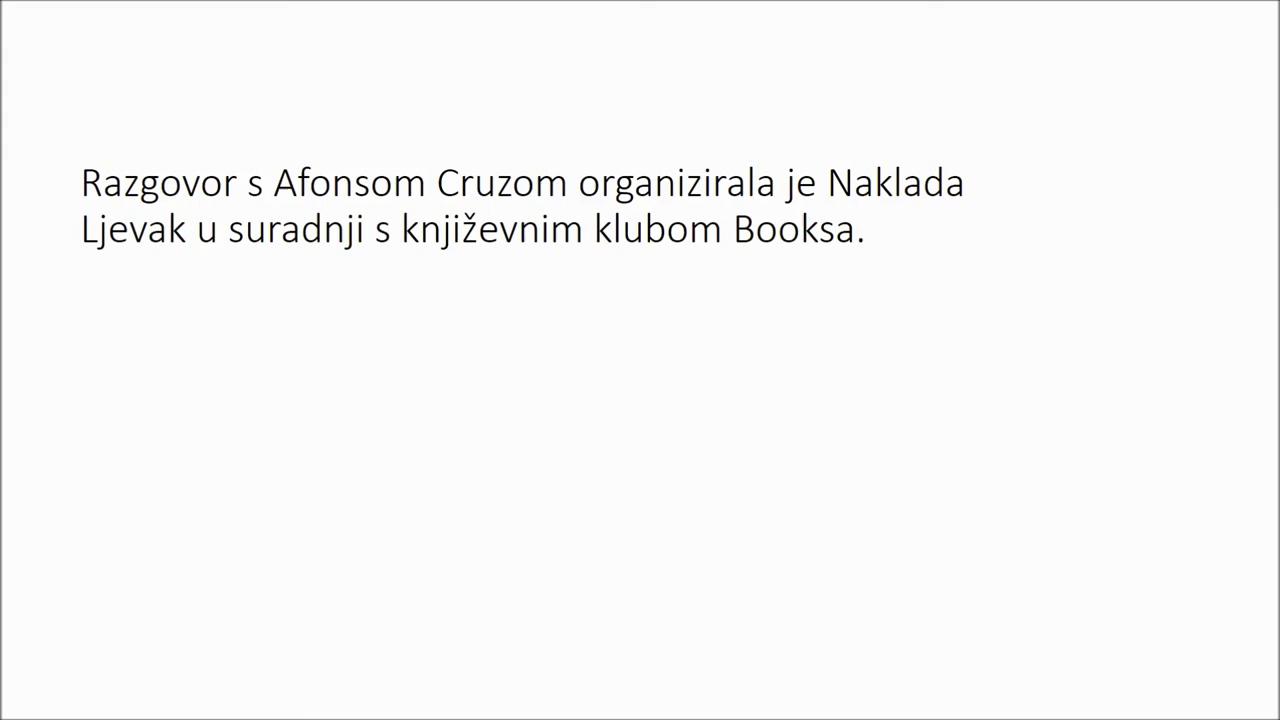 Razgovor s Afonsom Cruzom organizirala je Naklada
Ljevak u suradnji s književnim klubom Booksa.